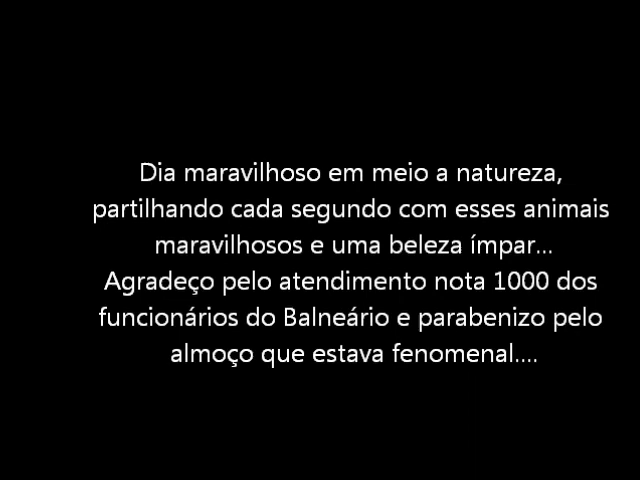 Dia maravilhoso em meio a natureza,
partilhando cada segundo com esses animais
maravilhosos e uma beleza ímpar...
Agradeço pelo atendimento nota 1000 dos
funcionários do Balneário e parabenizo pelo
almoço que estava fenomenal....